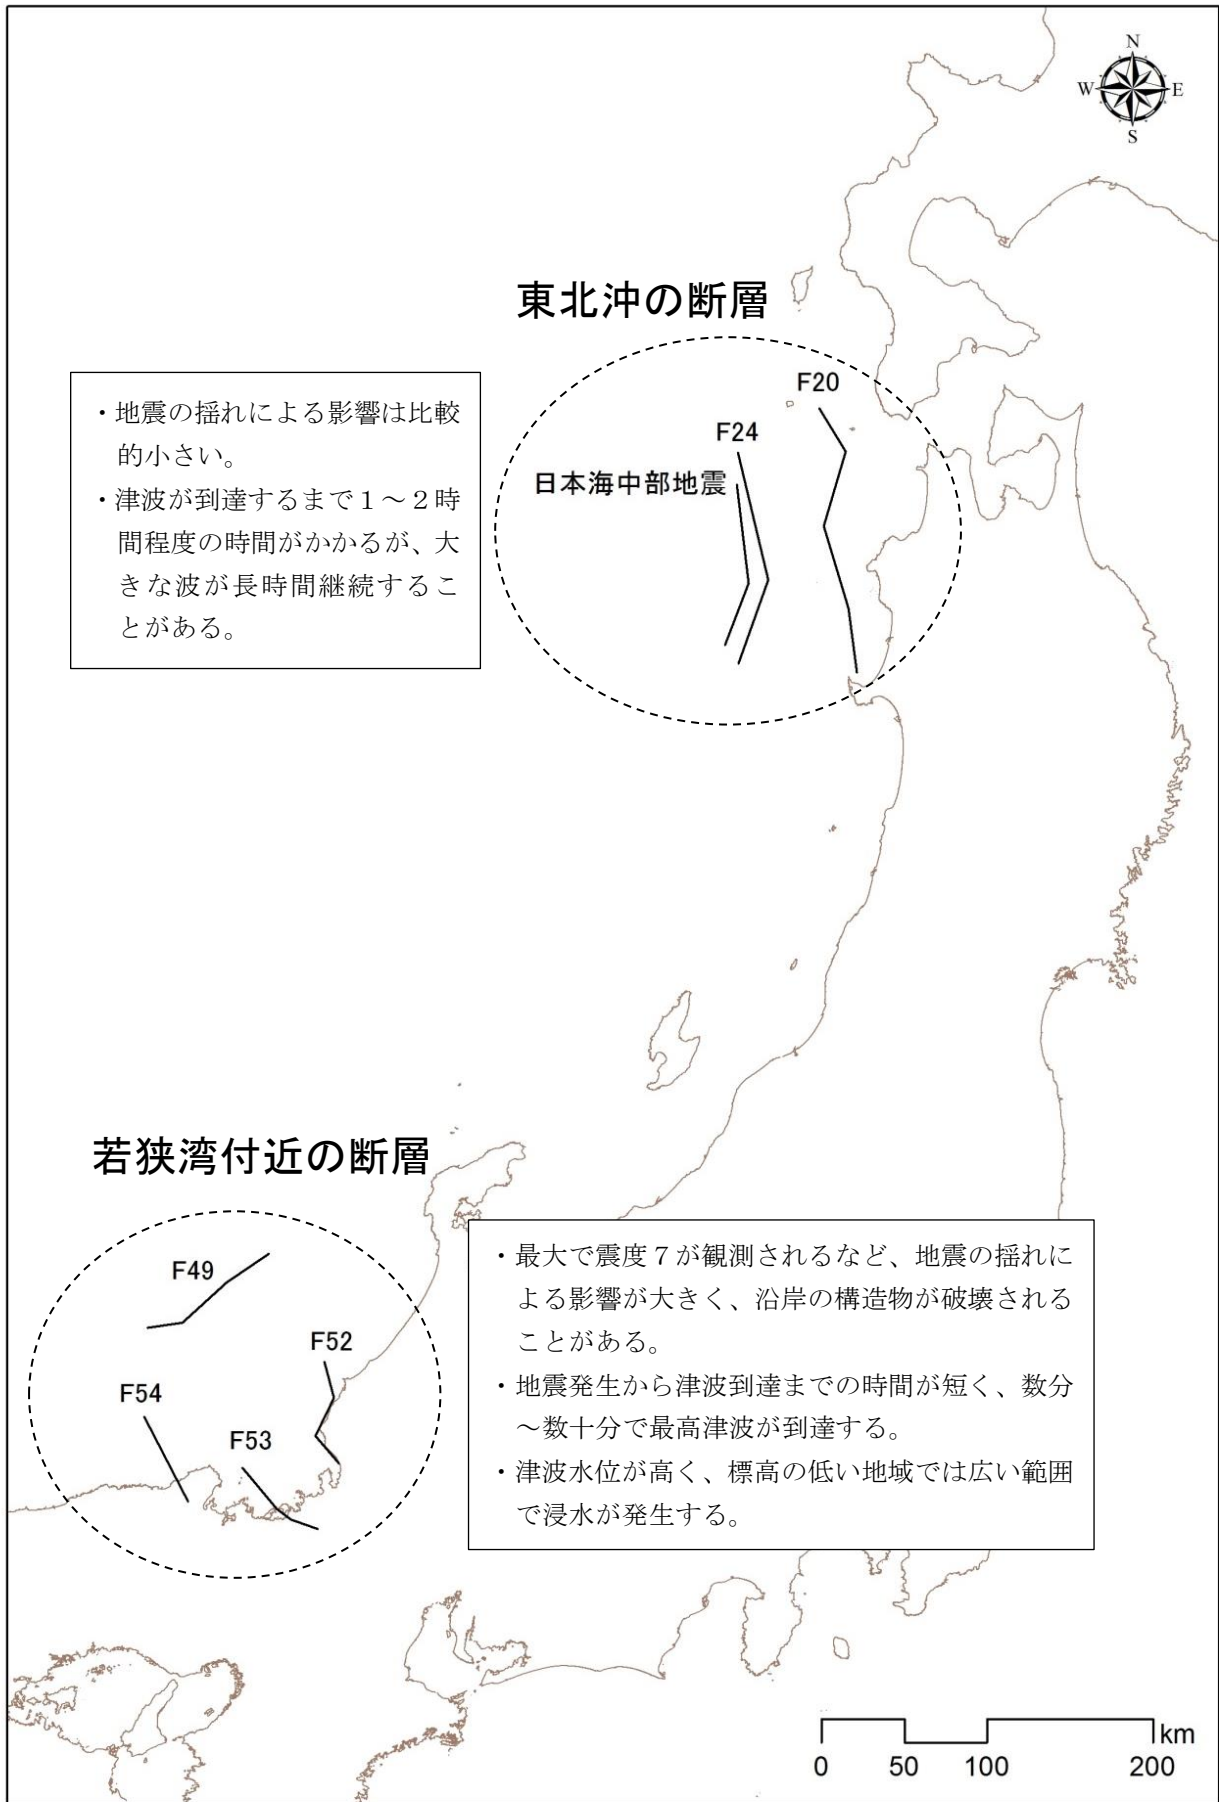 N
W
E
S
東北沖の断層
F20
F24
日本海中部地震
・地震の揺れによる影響は比較
的小さい。
・津波が到達するまで１～２時
間程度の時間がかかるが、大
きな波が長時間継続するこ
とがある。
若狭湾付近の断層
F49
F52
F54
F53
・最大で震度７が観測されるなど、地震の揺れに
よる影響が大きく、沿岸の構造物が破壊される
ことがある。
・地震発生から津波到達までの時間が短く、数分
～数十分で最高津波が到達する。
・津波水位が高く、標高の低い地域では広い範囲
で浸水が発生する。
km
0 50 100 200